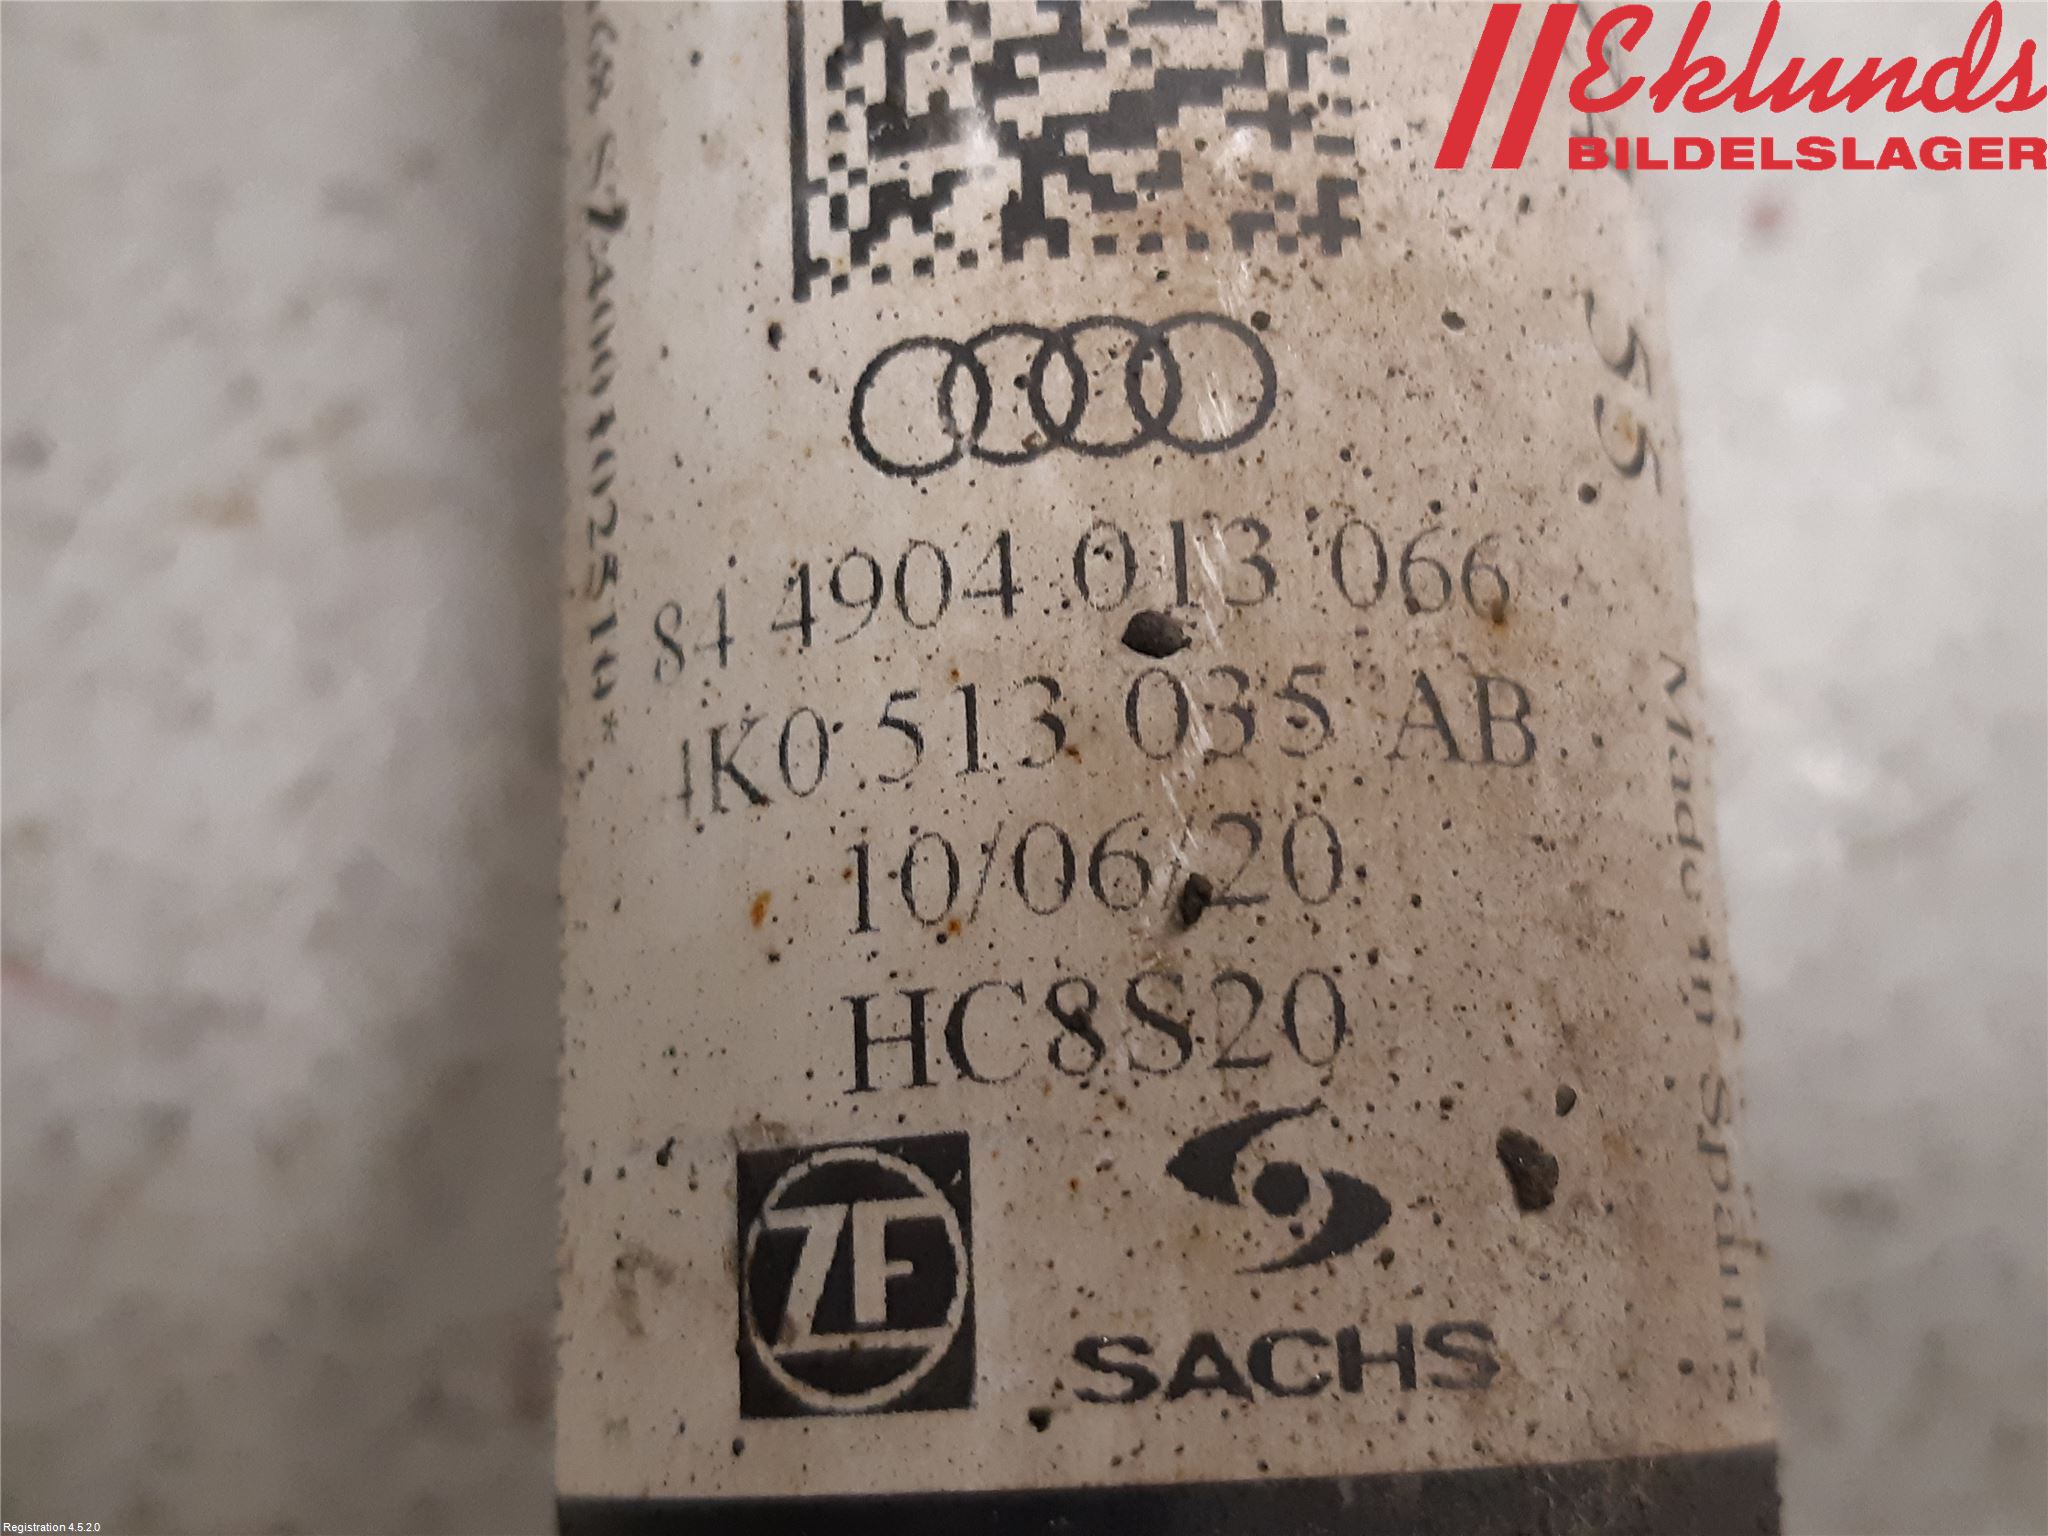 Eklunds
BILDELSLAGER
55
84 4904 013 066
4K0 513 035 AB
10/06/20
HC8S20
ZF
SACHS
Made in Spain
Registration 4.5.2.0